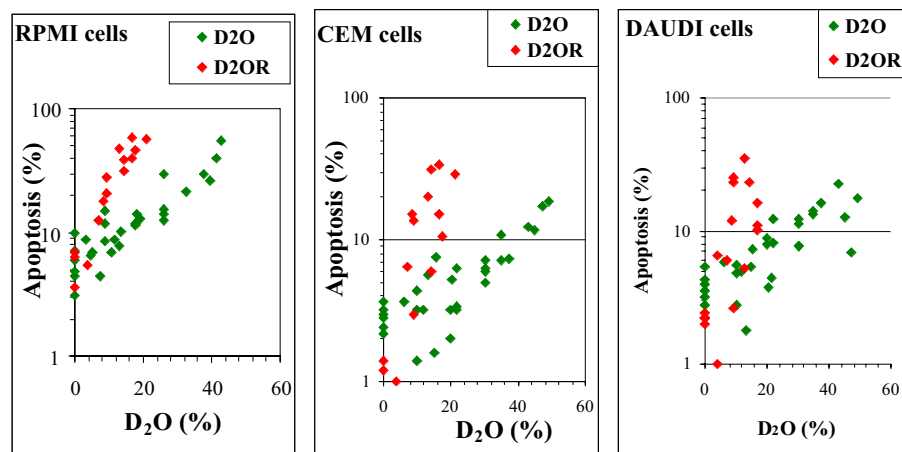 RPMI cells
D2O
D2OR
Apoptosis (%)
100
10
1
0 20 40 60
D₂O (%)
CEM cells
D2O
D2OR
Apoptosis (%)
100
10
1
0 20 40 60
D₂O (%)
DAUDI cells
D2O
D2OR
Apoptosis (%)
100
10
1
0 20 40 60
D₂O (%)